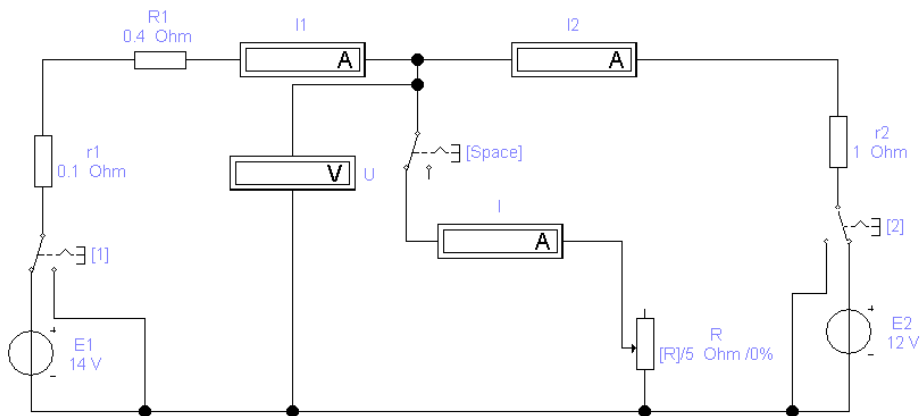 R1
0.4 Ohm
I1
A
I2
A
r1
0.1 Ohm
V
U
[Space]
r2
1 Ohm
[1]
I
A
[2]
E1
14 V
R
[R]/5 Ohm /0%
E2
12 V
+
-
+
-